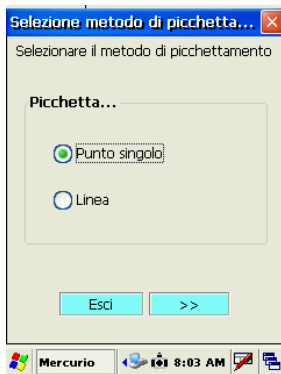 Selezione metodo di picchetta...
Selezionare il metodo di picchettamento
Picchetta...
Punto singolo
Linea
Esci >>
Mercurio 8:03 AM